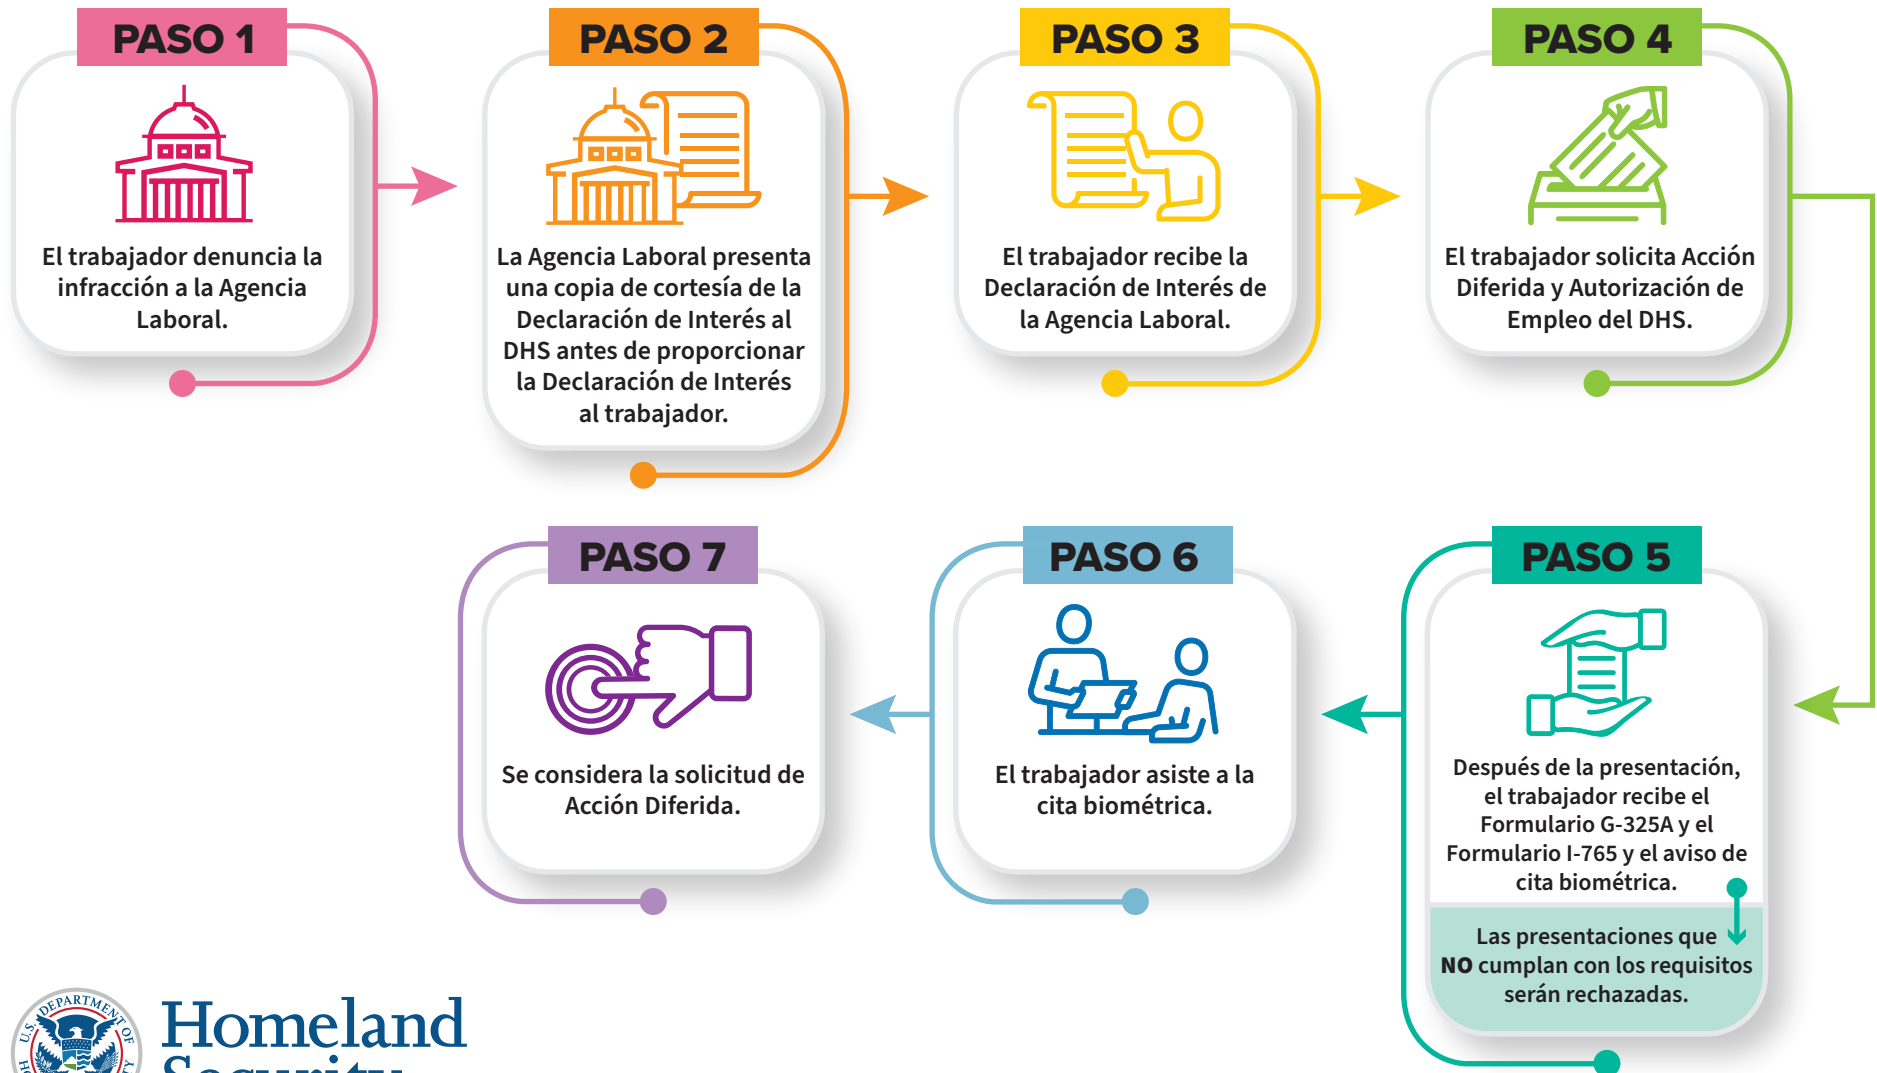 PASO 1
El trabajador denuncia la
infracción a la Agencia
Laboral.
PASO 2
La Agencia Laboral presenta
una copia de cortesía de la
Declaración de Interés al
DHS antes de proporcionar
la Declaración de Interés
al trabajador.
PASO 3
El trabajador recibe la
Declaración de Interés de
la Agencia Laboral.
PASO 4
El trabajador solicita Acción
Diferida y Autorización de
Empleo del DHS.
PASO 5
Después de la presentación,
el trabajador recibe el
Formulario G-325A y el
Formulario I-765 y el aviso de
cita biométrica.
Las presentaciones que
NO cumplan con los requisitos
serán rechazadas.
PASO 6
El trabajador asiste a la
cita biométrica.
PASO 7
Se considera la solicitud de
Acción Diferida.
U.S. DEPARTMENT OF
Homeland
Security